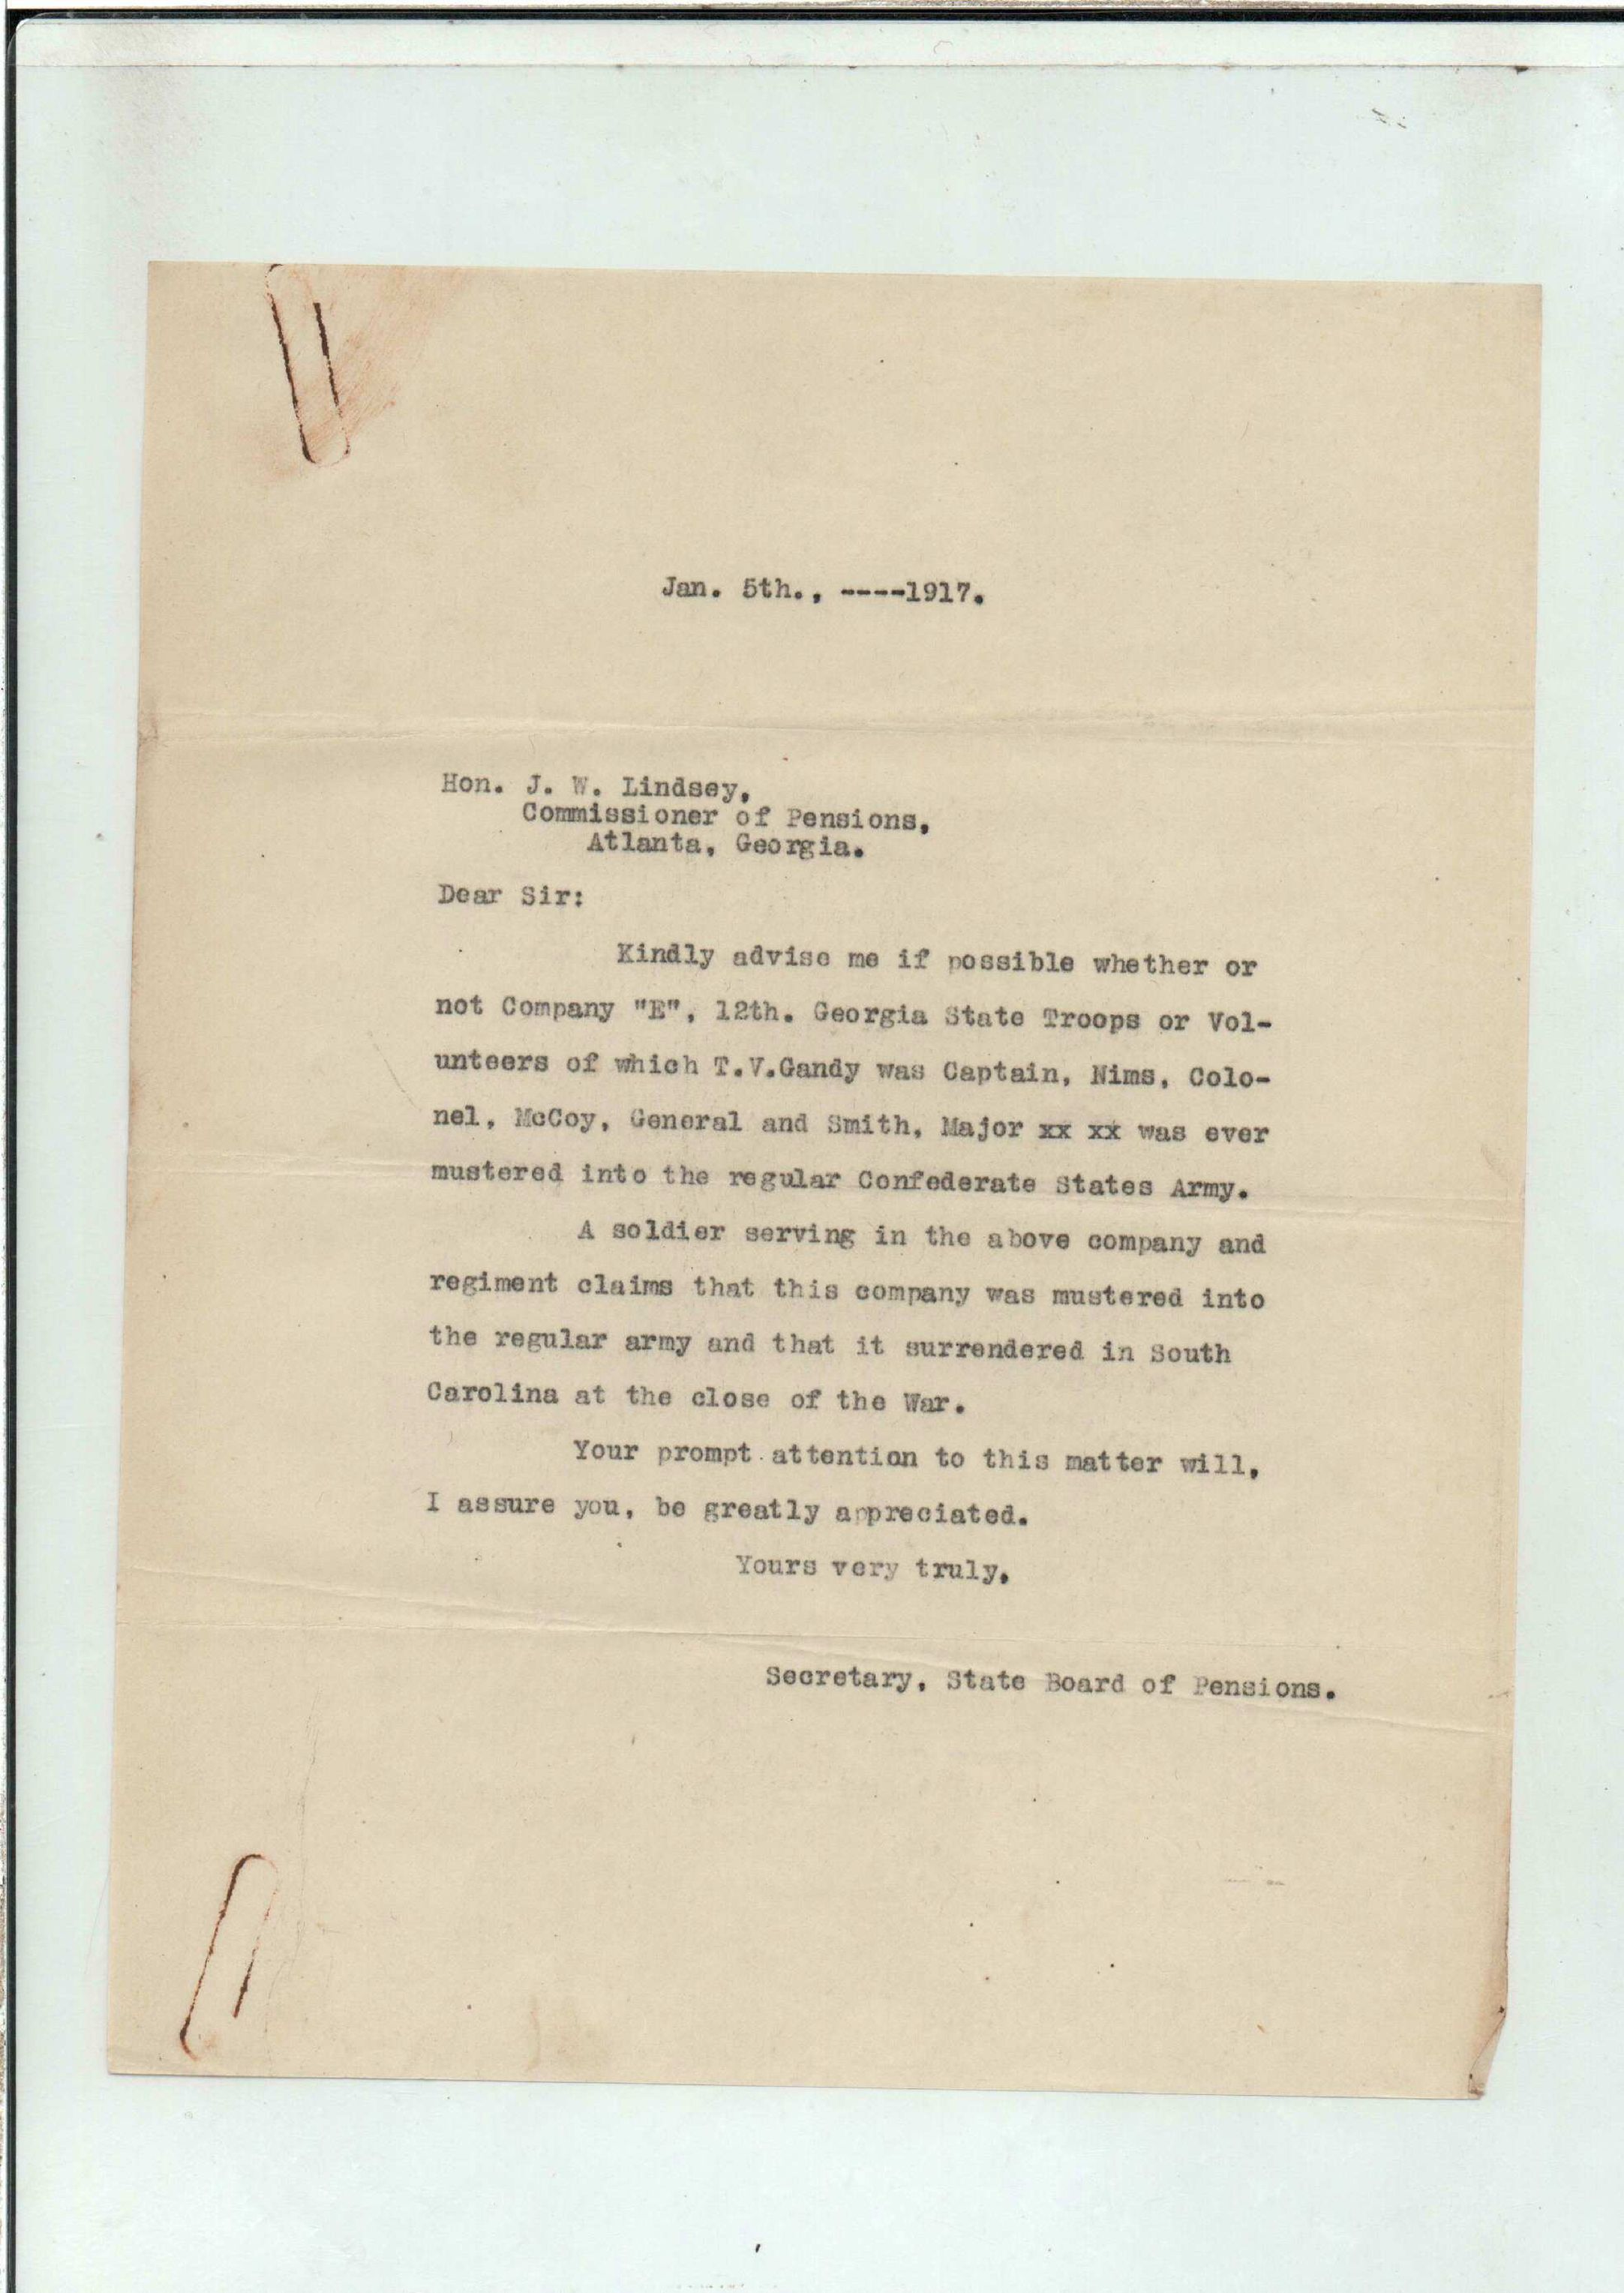 Jan. 5th., ----1917.
Hon. J. W. Lindsey,
Commissioner of Pensions,
Atlanta, Georgia.
Dear Sir:
Kindly advise me if possible whether or
not Company "E", 12th. Georgia State Troops or Vol-
unteers of which T.V.Gandy was Captain, Nims, Colo-
nel, McCoy, General and Smith, Major xx xx was ever
mustered into the regular Confederate States Army.
A soldier serving in the above company and
regiment claims that this company was mustered into
the regular army and that it surrendered in South
Carolina at the close of the War.
Your prompt attention to this matter will,
I assure you, be greatly appreciated.
Yours very truly,
Secretary, State Board of Pensions.